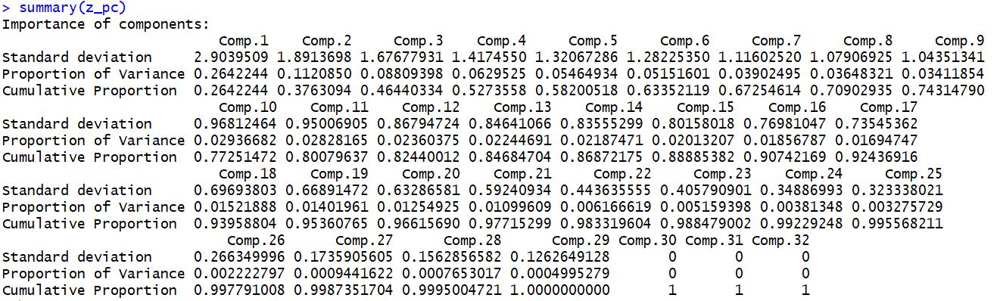 > summary(z_pc)
Importance of components:
                          Comp.1    Comp.2     Comp.3    Comp.4     Comp.5     Comp.6     Comp.7     Comp.8     Comp.9
Standard deviation     2.9039509 1.8913698 1.67677931 1.4174550 1.32067286 1.28225350 1.11602520 1.07906925 1.04351341
Proportion of Variance 0.2642244 0.1120850 0.08809398 0.0629525 0.05464934 0.05151601 0.03902495 0.03648321 0.03411854
Cumulative Proportion  0.2642244 0.3763094 0.46440334 0.5273558 0.58200518 0.63352119 0.67254614 0.70902935 0.74314790
                          Comp.10    Comp.11    Comp.12    Comp.13    Comp.14    Comp.15    Comp.16    Comp.17
Standard deviation     0.96812464 0.95006905 0.86794724 0.84641066 0.83555299 0.80158018 0.76981047 0.73545362
Proportion of Variance 0.02936682 0.02828165 0.02360375 0.02244691 0.02187471 0.02013207 0.01856787 0.01694747
Cumulative Proportion  0.77251472 0.80079637 0.82440012 0.84684704 0.86872175 0.88885382 0.90742169 0.92436916
                          Comp.18    Comp.19    Comp.20    Comp.21     Comp.22     Comp.23    Comp.24     Comp.25
Standard deviation     0.69693803 0.66891472 0.63286581 0.59240934 0.443635555 0.405790901 0.34886993 0.323338021
Proportion of Variance 0.01521888 0.01401961 0.01254925 0.01099609 0.006166619 0.005159398 0.00381348 0.003275729
Cumulative Proportion  0.93958804 0.95360765 0.96615690 0.97715299 0.983319604 0.988479002 0.99229248 0.995568211
                           Comp.26      Comp.27      Comp.28      Comp.29 Comp.30 Comp.31 Comp.32
Standard deviation     0.266349996 0.1735905605 0.1562856582 0.1262649128       0       0       0
Proportion of Variance 0.002222797 0.0009441622 0.0007653017 0.0004995279       0       0       0
Cumulative Proportion  0.997791008 0.9987351704 0.9995004721 1.0000000000       1       1       1